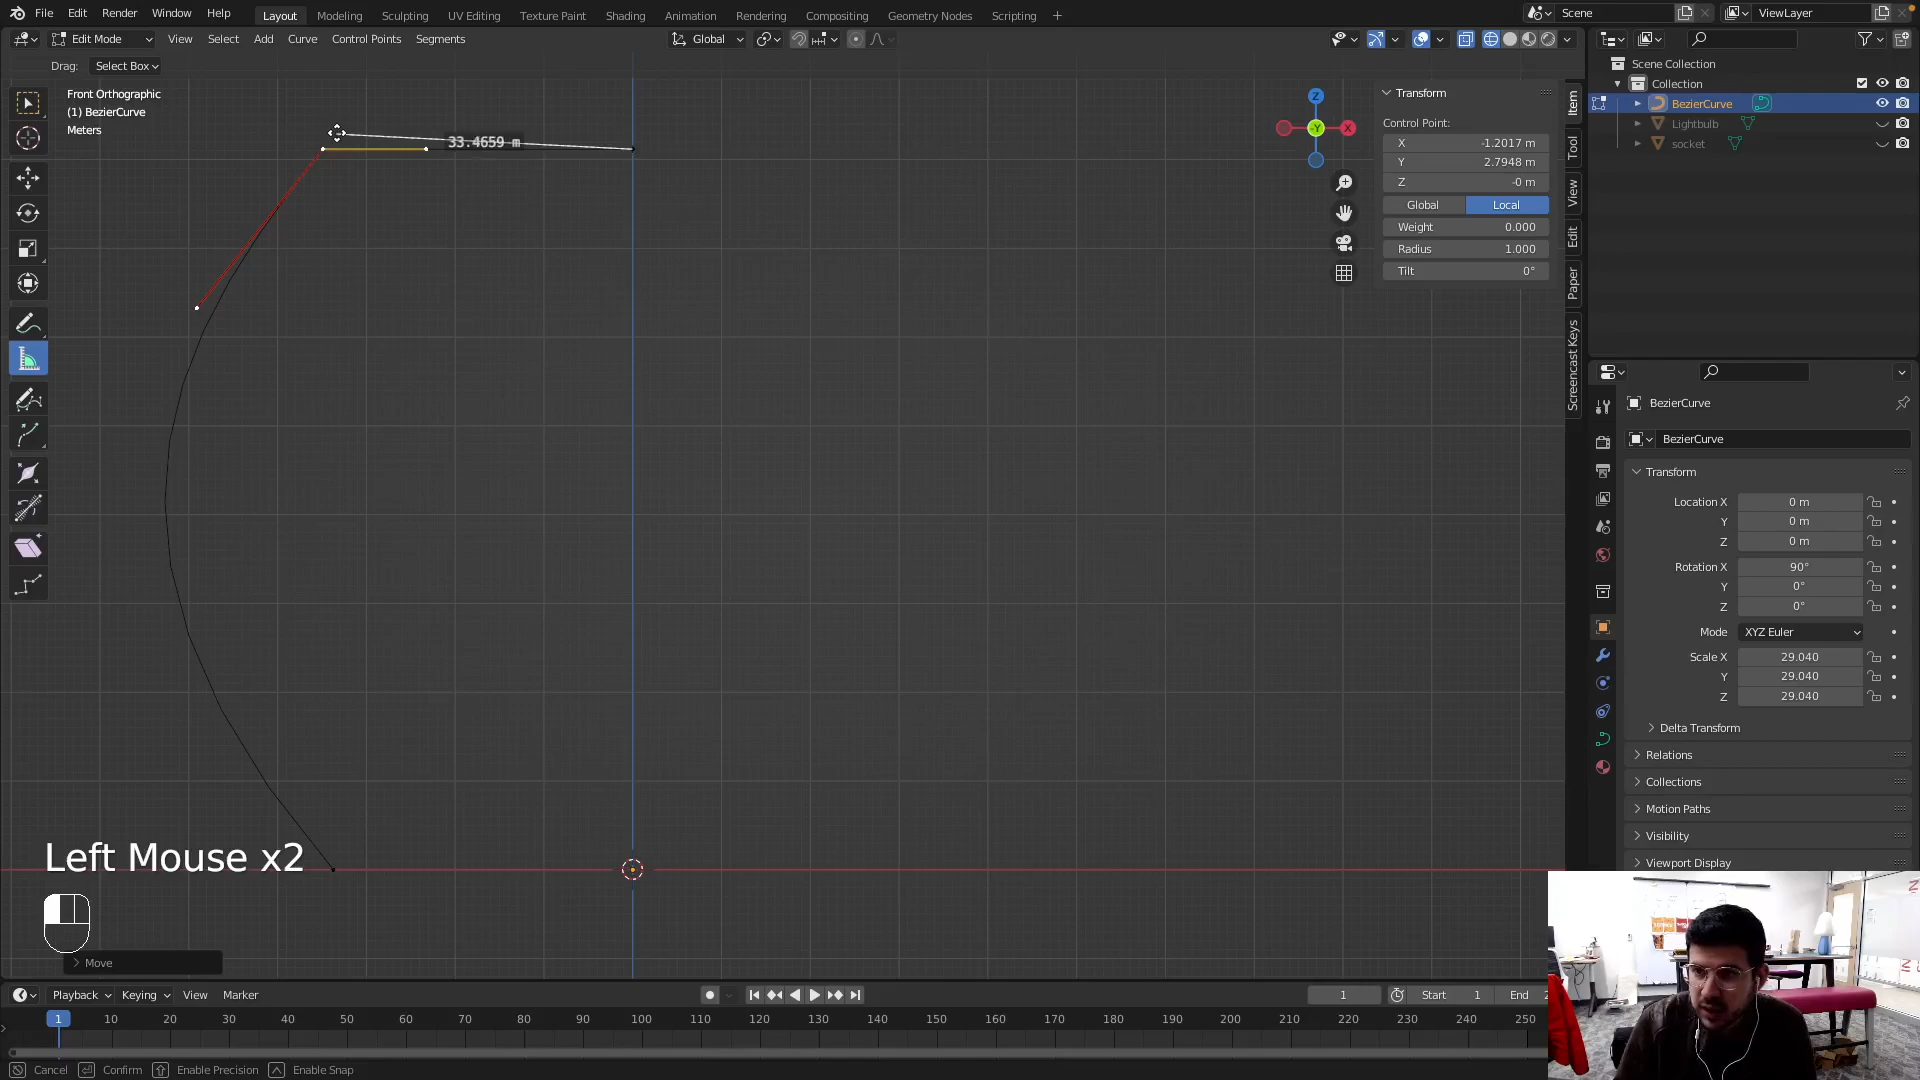 File Edit Render Window Help
Layout Modeling Sculpting UV Editing Texture Paint Shading Animation Rendering Compositing Geometry Nodes Scripting +
Scene
ViewLayer
Edit Mode View Select Add Curve Control Points Segments
Global
Drag: Select Box
Front Orthographic
(1) BezierCurve
Meters
33.4659 m
Z
-Y
X
Transform
Control Point:
X -1.2017 m
Y 2.7948 m
Z -0 m
Global Local
Weight 0.000
Radius 1.000
Tilt 0°
Item
Tool
View
Edit
Paper
Screencast Keys
Scene Collection
Collection
BezierCurve
Lightbulb
socket
BezierCurve
BezierCurve
Transform
Location X 0 m
Y 0 m
Z 0 m
Rotation X 90°
Y 0°
Z 0°
Mode XYZ Euler
Scale X 29.040
Y 29.040
Z 29.040
Delta Transform
Relations
Collections
Motion Paths
Visibility
Viewport Display
Left Mouse x2
Move
Playback Keying View Marker
1
Start 1
End 2
1 10 20 30 40 50 60 70 80 90 100 110 120 130 140 150 160 170 180 190 200 210 220 230 240 250
Cancel Confirm Enable Precision Enable Snap